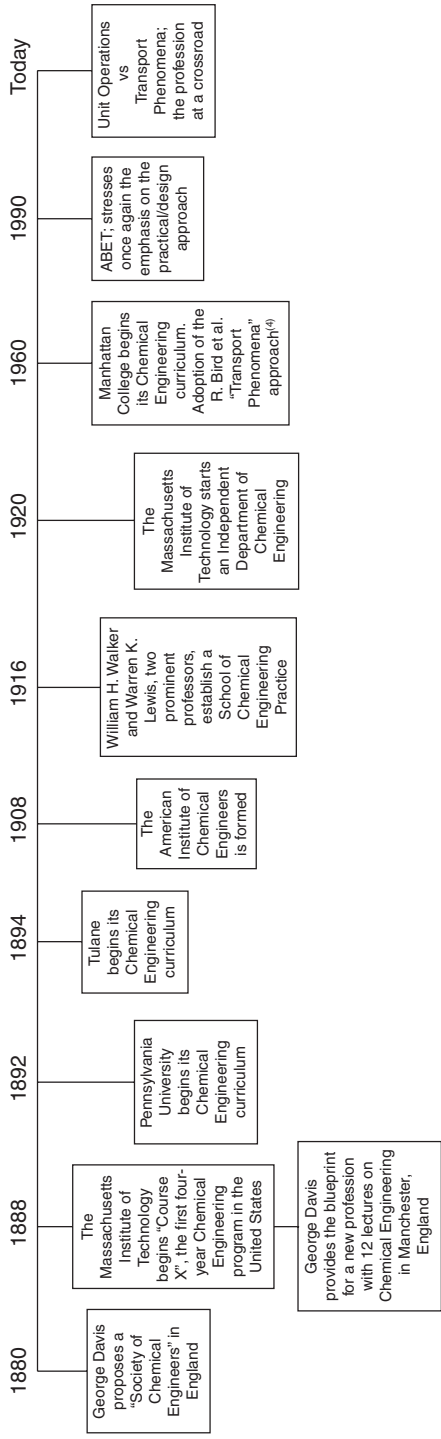 1880
George Davis
proposes a
“Society of
Chemical
Engineers” in
England
1888
The
Massachusetts
Institute of
Technology
begins “Course
X”, the first four-
year Chemical
Engineering
program in the
United States
George Davis
provides the blueprint
for a new profession
with 12 lectures on
Chemical Engineering
in Manchester,
England
1892
Pennsylvania
University
begins its
Chemical
Engineering
curriculum
1894
Tulane
begins its
Chemical
Engineering
curriculum
1908
The
American
Institute of
Chemical
Engineers
is formed
1916
William H. Walker
and Warren K.
Lewis, two
prominent
professors,
establish a
School of
Chemical
Engineering
Practice
1920
The
Massachusetts
Institute of
Technology starts
an Independent
Department of
Chemical
Engineering
1960
Manhattan
College begins
its Chemical
Engineering
curriculum.
Adoption of the
R. Bird et al.
“Transport
Phenomena”
approach(4)
1990
ABET; stresses
once again the
emphasis on the
practical/design
approach
Today
Unit Operations
vs
Transport
Phenomena;
the profession
at a crossroad